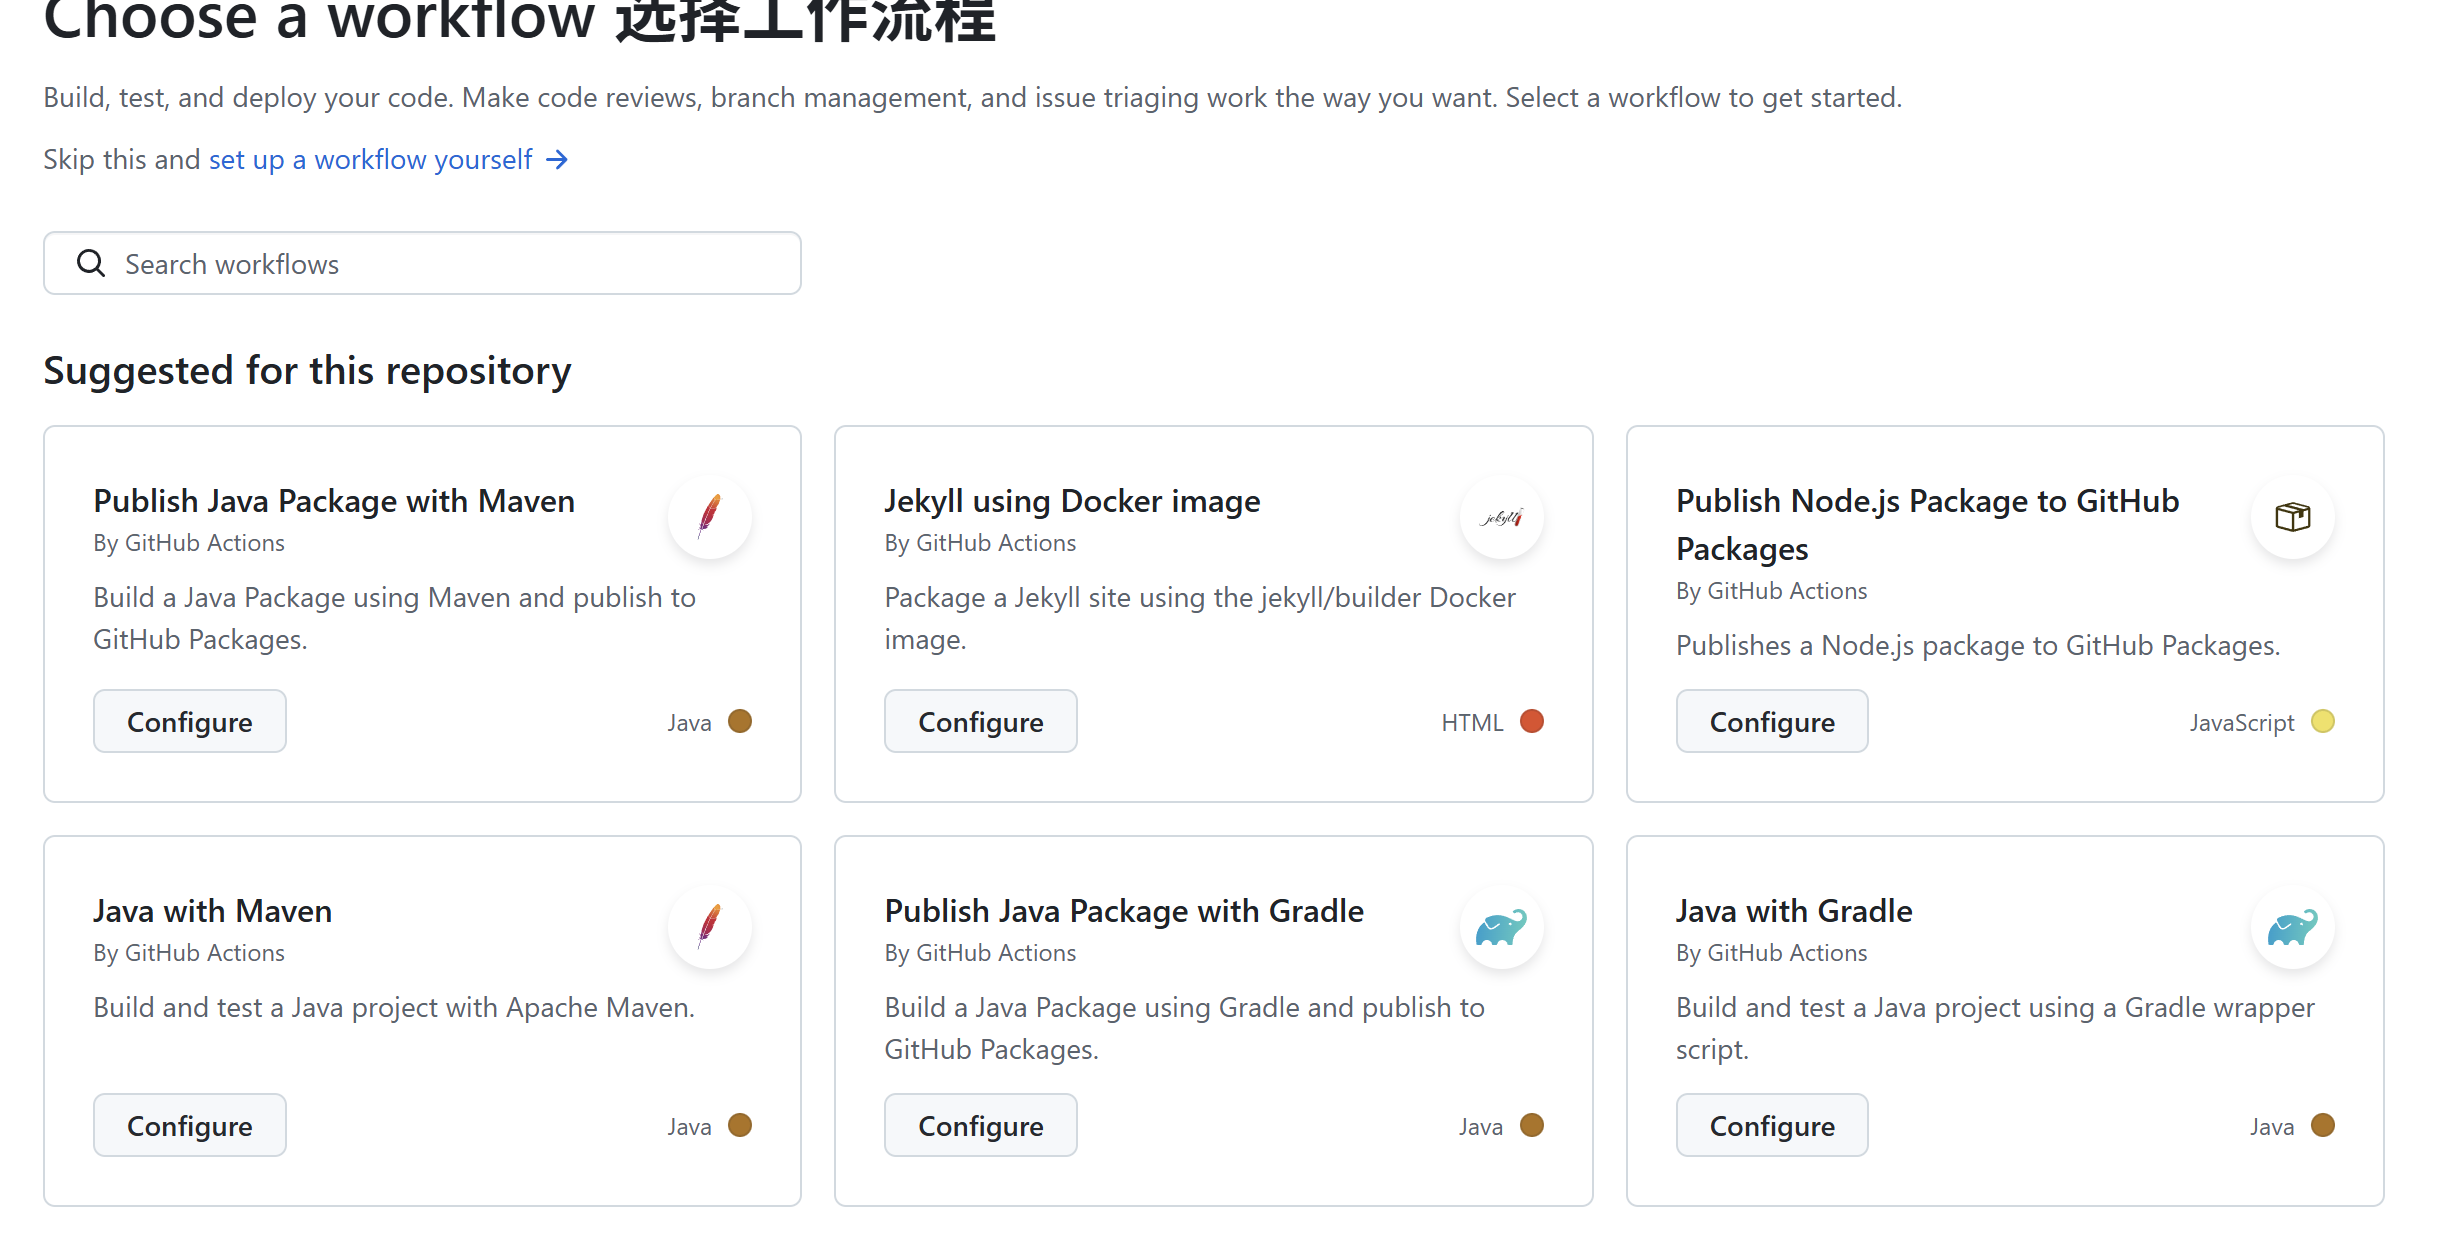 Choose a workflow 选择工作流程
Build, test, and deploy your code. Make code reviews, branch management, and issue triaging work the way you want. Select a workflow to get started.
Skip this and set up a workflow yourself →
Search workflows
Suggested for this repository
Publish Java Package with Maven
By GitHub Actions
Build a Java Package using Maven and publish to
GitHub Packages.
Configure
Java
Jekyll using Docker image
By GitHub Actions
jekyll
Package a Jekyll site using the jekyll/builder Docker
image.
Configure
HTML
Publish Node.js Package to GitHub
Packages
By GitHub Actions
Publishes a Node.js package to GitHub Packages.
Configure
JavaScript
Java with Maven
By GitHub Actions
Build and test a Java project with Apache Maven.
Configure
Java
Publish Java Package with Gradle
By GitHub Actions
Build a Java Package using Gradle and publish to
GitHub Packages.
Configure
Java
Java with Gradle
By GitHub Actions
Build and test a Java project using a Gradle wrapper
script.
Configure
Java